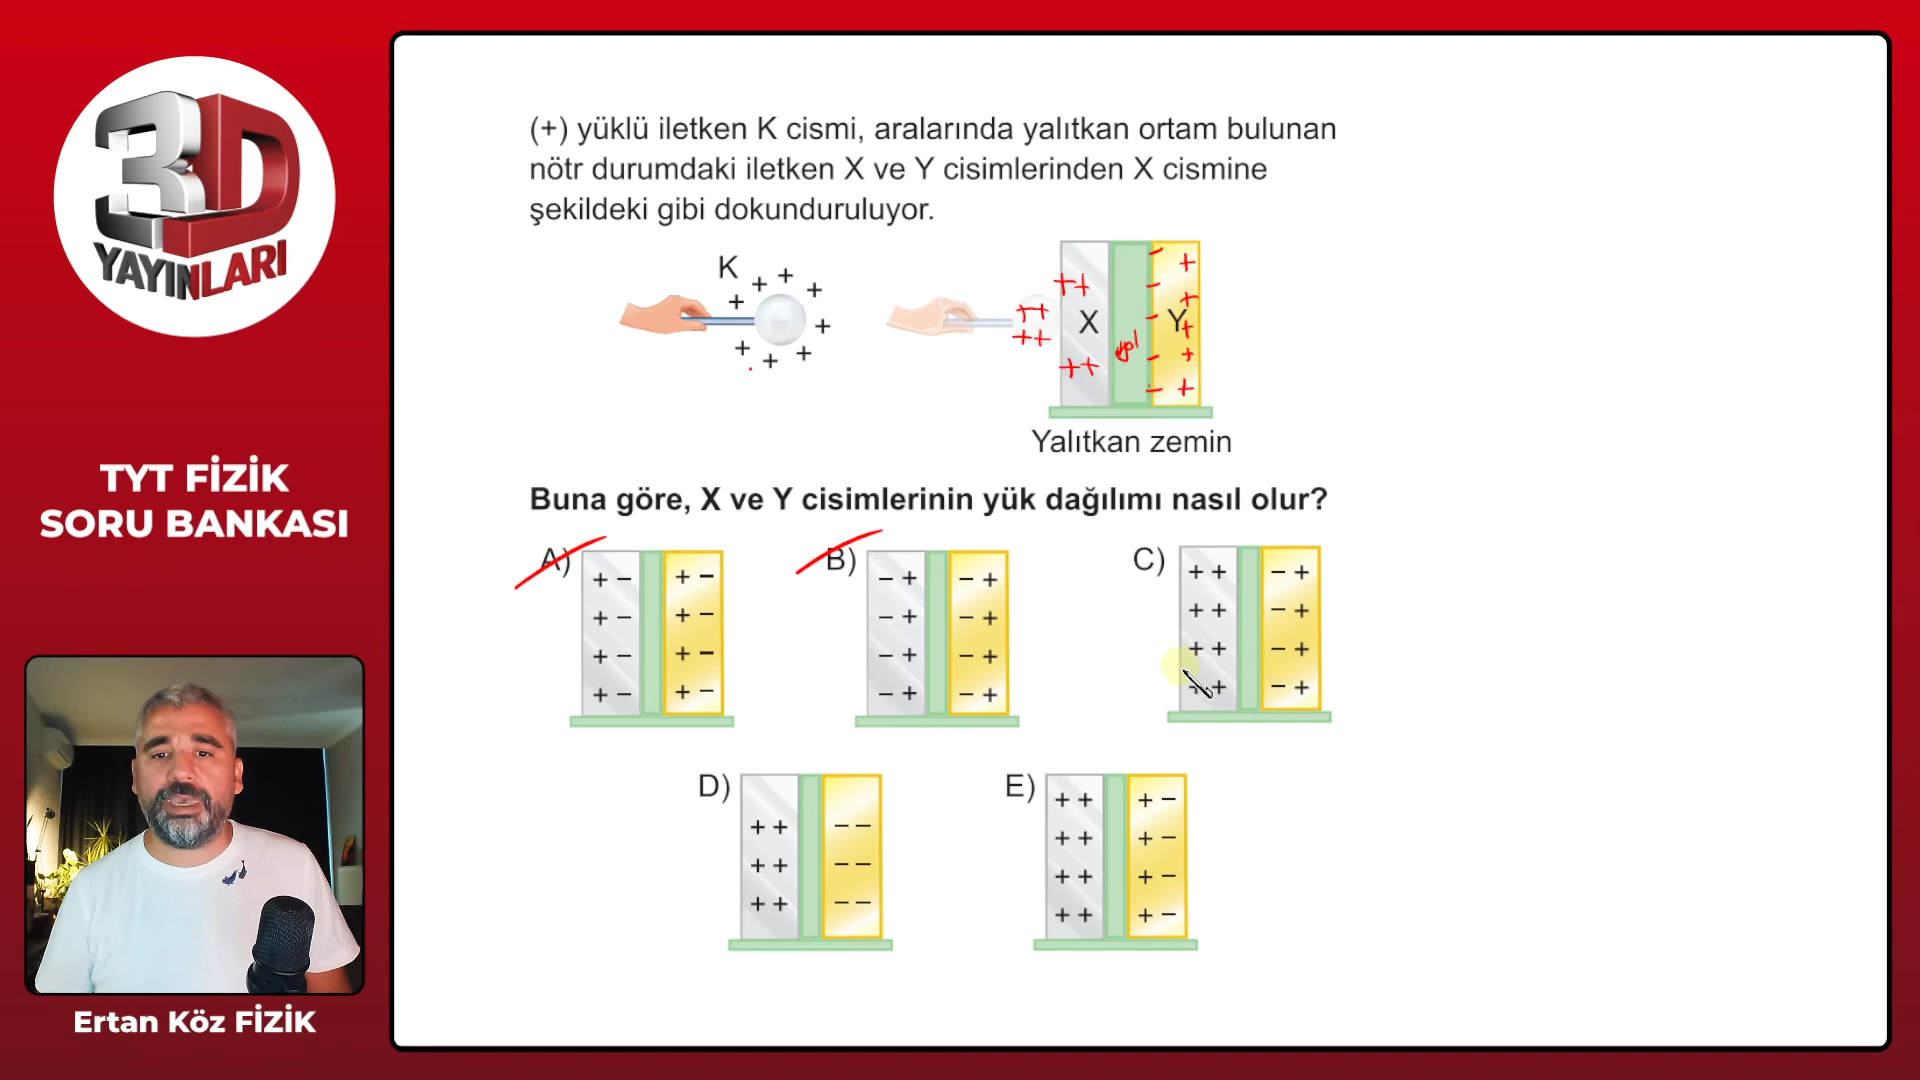 3D
YAYINLARI
TYT FİZİK
SORU BANKASI
Ertan Köz FİZİK
(+) yüklü iletken K cismi, aralarında yalıtkan ortam bulunan
nötr durumdaki iletken X ve Y cisimlerinden X cismine
şekildeki gibi dokunduruluyor.
K
+ + + + + + + +
X
Y
++
++
++
++
yal
- +
- +
- +
- +
- +
Yalıtkan zemin
Buna göre, X ve Y cisimlerinin yük dağılımı nasıl olur?
A)
+ − + −
+ − + −
+ − + −
+ − + −
B)
− + − +
− + − +
− + − +
− + − +
C)
+ + − +
+ + − +
+ + − +
+ + − +
D)
+ + − −
+ + − −
+ + − −
E)
+ + + −
+ + + −
+ + + −
+ + + −